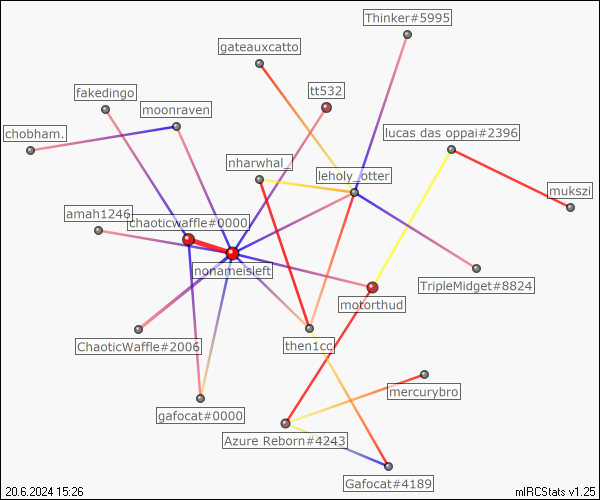 Thinker#5995
gateauxcatto
fakedingo
tt532
moonraven
chobham.
lucas das oppai#2396
nharwhal_
leholy_otter
mukszi
amah1246
chaoticwaffle#0000
nonameisleft
TripleMidget#8824
motorthud
ChaoticWaffle#2006
then1cc
mercurybro
gafocat#0000
Azure Reborn#4243
Gafocat#4189
20.6.2024 15:26
mIRCStats v1.25